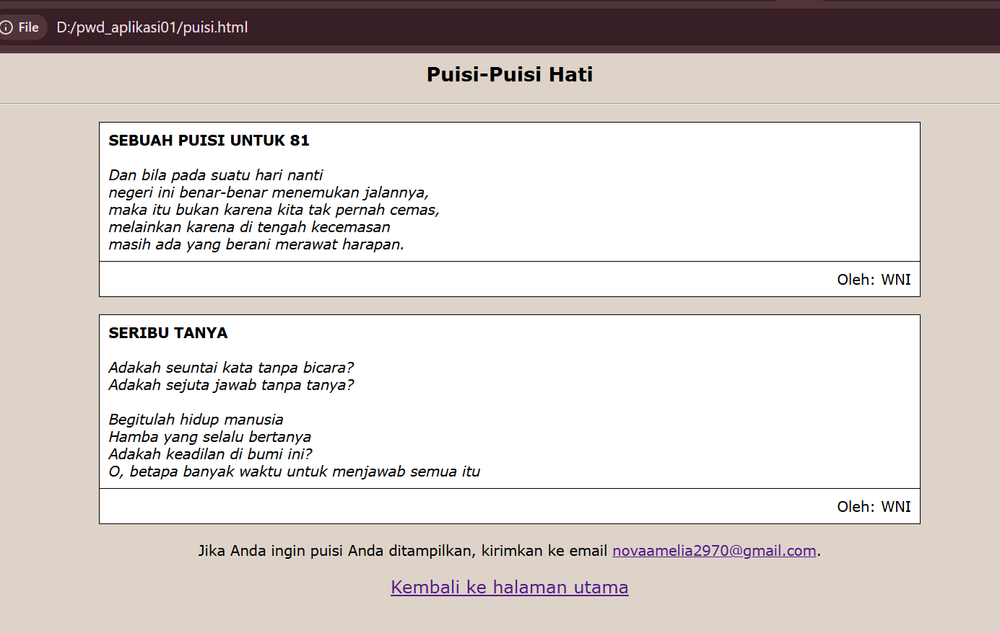 File D:/pwd_aplikasi01/puisi.html
Puisi-Puisi Hati
SEBUAH PUISI UNTUK 81
Dan bila pada suatu hari nanti
negeri ini benar-benar menemukan jalannya,
maka itu bukan karena kita tak pernah cemas,
melainkan karena di tengah kecemasan
masih ada yang berani merawat harapan.
Oleh: WNI
SERIBU TANYA
Adakah seuntai kata tanpa bicara?
Adakah sejuta jawab tanpa tanya?
Begitulah hidup manusia
Hamba yang selalu bertanya
Adakah keadilan di bumi ini?
O, betapa banyak waktu untuk menjawab semua itu
Oleh: WNI
Jika Anda ingin puisi Anda ditampilkan, kirimkan ke email novaamelia2970@gmail.com.
Kembali ke halaman utama